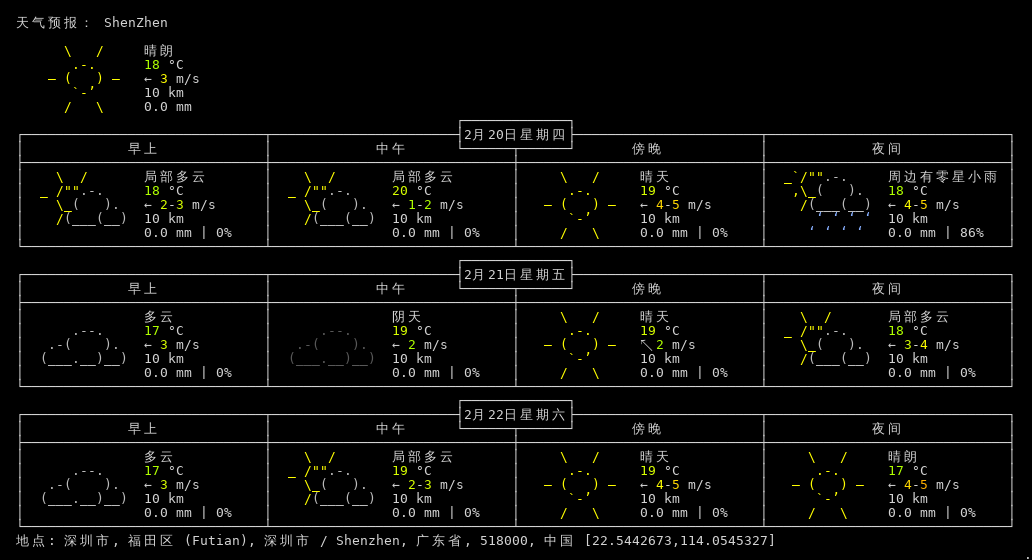 天气预报： ShenZhen
晴朗
18 °C
← 3 m/s
10 km
0.0 mm
2月20日星期四
早上 中午 傍晚 夜间
局部多云 局部多云 晴天 周边有零星小雨
18 °C 20 °C 19 °C 18 °C
← 2-3 m/s ← 1-2 m/s ← 4-5 m/s ← 4-5 m/s
10 km 10 km 10 km 10 km
0.0 mm | 0% 0.0 mm | 0% 0.0 mm | 0% 0.0 mm | 86%
2月21日星期五
早上 中午 傍晚 夜间
多云 阴天 晴天 局部多云
17 °C 19 °C 19 °C 18 °C
← 3 m/s ← 2 m/s ↖ 2 m/s ← 3-4 m/s
10 km 10 km 10 km 10 km
0.0 mm | 0% 0.0 mm | 0% 0.0 mm | 0% 0.0 mm | 0%
2月22日星期六
早上 中午 傍晚 夜间
多云 局部多云 晴天 晴朗
17 °C 19 °C 19 °C 17 °C
← 3 m/s ← 2-3 m/s ← 4-5 m/s ← 4-5 m/s
10 km 10 km 10 km 10 km
0.0 mm | 0% 0.0 mm | 0% 0.0 mm | 0% 0.0 mm | 0%
地点: 深圳市, 福田区 (Futian), 深圳市 / Shenzhen, 广东省, 518000, 中国 [22.5442673,114.0545327]